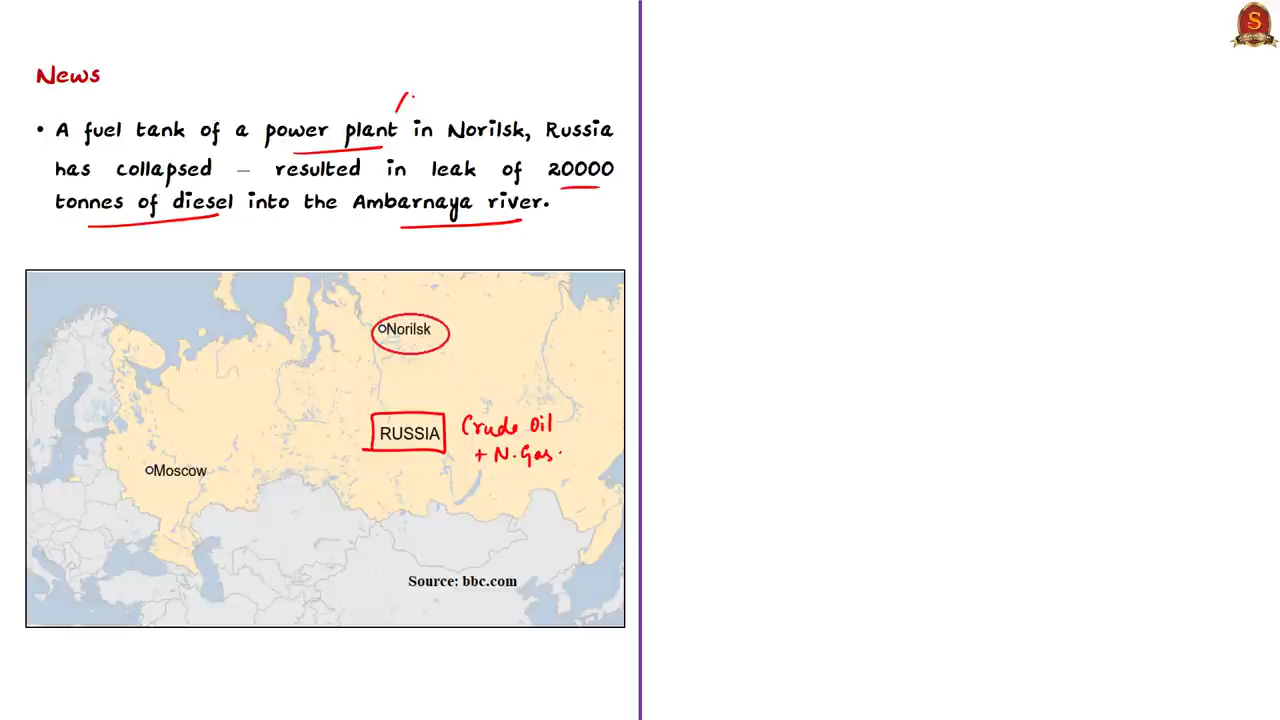 News
• A fuel tank of a power plant in Norilsk, Russia
has collapsed – resulted in leak of 20000
tonnes of diesel into the Ambarnaya river.
Norilsk
RUSSIA
Crude Oil
+ N. Gas.
Moscow
Source: bbc.com
S